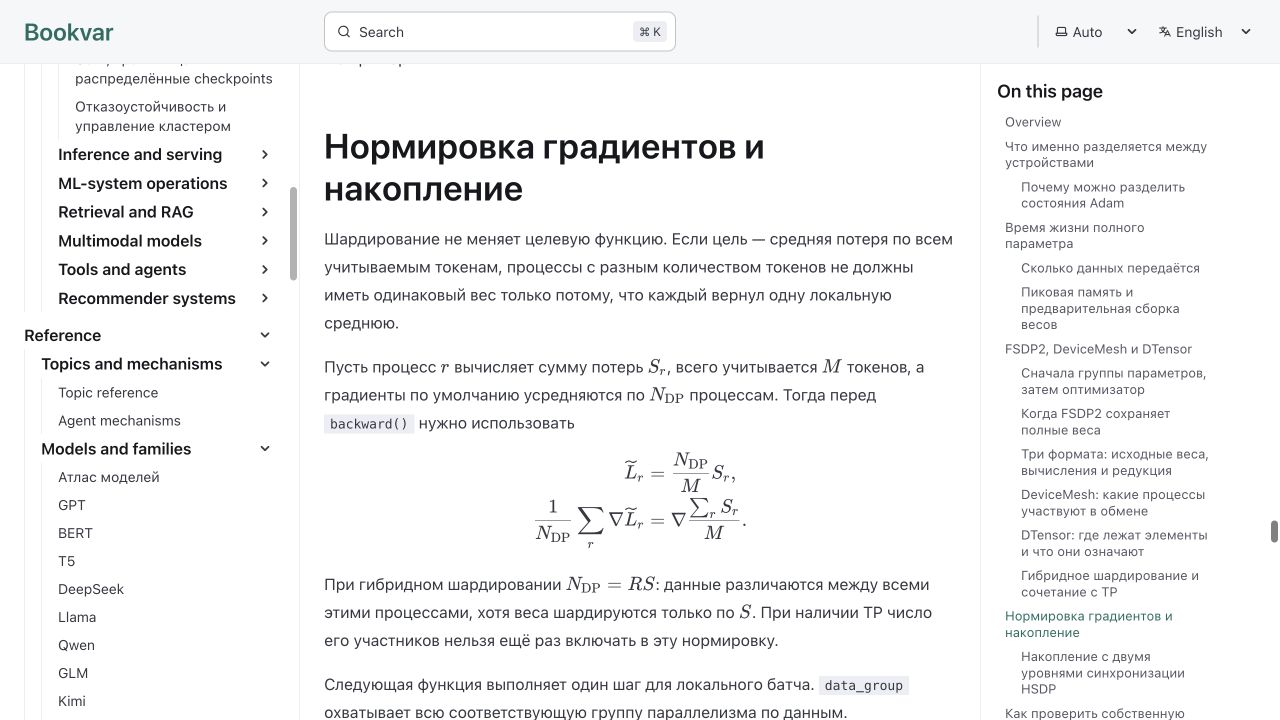 Bookvar
Search
⌘ K
Auto
English
распределённые checkpoints
Отказоустойчивость и
управление кластером
Inference and serving
ML-system operations
Retrieval and RAG
Multimodal models
Tools and agents
Recommender systems
Reference
Topics and mechanisms
Topic reference
Agent mechanisms
Models and families
Атлас моделей
GPT
BERT
T5
DeepSeek
Llama
Qwen
GLM
Kimi
Нормировка градиентов и
накопление
Шардирование не меняет целевую функцию. Если цель — средняя потеря по всем
учитываемым токенам, процессы с разным количеством токенов не должны
иметь одинаковый вес только потому, что каждый вернул одну локальную
среднюю.
Пусть процесс r вычисляет сумму потерь S_r, всего учитывается M токенов, а
градиенты по умолчанию усредняются по N_DP процессам. Тогда перед
backward() нужно использовать
L̃_r = N_DP / M S_r,
1 / N_DP ∑_r ∇L̃_r = ∇ ∑_r S_r / M.
При гибридном шардировании N_DP = RS: данные различаются между всеми
этими процессами, хотя веса шардируются только по S. При наличии TP число
его участников нельзя ещё раз включать в эту нормировку.
Следующая функция выполняет один шаг для локального батча. data_group
охватывает всю соответствующую группу параллелизма по данным.
On this page
Overview
Что именно разделяется между
устройствами
Почему можно разделить
состояния Adam
Время жизни полного
параметра
Сколько данных передаётся
Пиковая память и
предварительная сборка
весов
FSDP2, DeviceMesh и DTensor
Сначала группы параметров,
затем оптимизатор
Когда FSDP2 сохраняет
полные веса
Три формата: исходные веса,
вычисления и редукция
DeviceMesh: какие процессы
участвуют в обмене
DTensor: где лежат элементы
и что они означают
Гибридное шардирование и
сочетание с TP
Нормировка градиентов и
накопление
Накопление с двумя
уровнями синхронизации
HSDP
Как проверить собственную